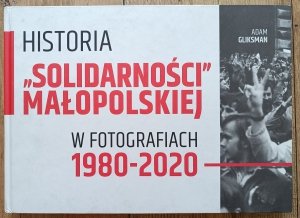 HISTORIA
„SOLIDARNOŚCI”
MAŁOPOLSKIEJ
W FOTOGRAFIACH
1980-2020
ADAM
GLIKSMAN